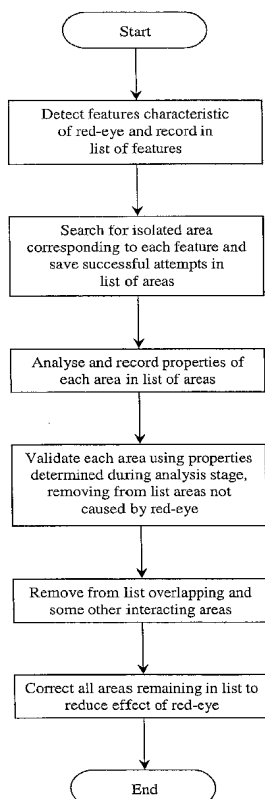 Start
Detect features characteristic
of red-eye and record in
list of features
Search for isolated area
corresponding to each feature and
save successful attempts in
list of areas
Analyse and record properties of
each area in list of areas
Validate each area using properties
determined during analysis stage,
removing from list areas not
caused by red-eye
Remove from list overlapping and
some other interacting areas
Correct all areas remaining in list to
reduce effect of red-eye
End